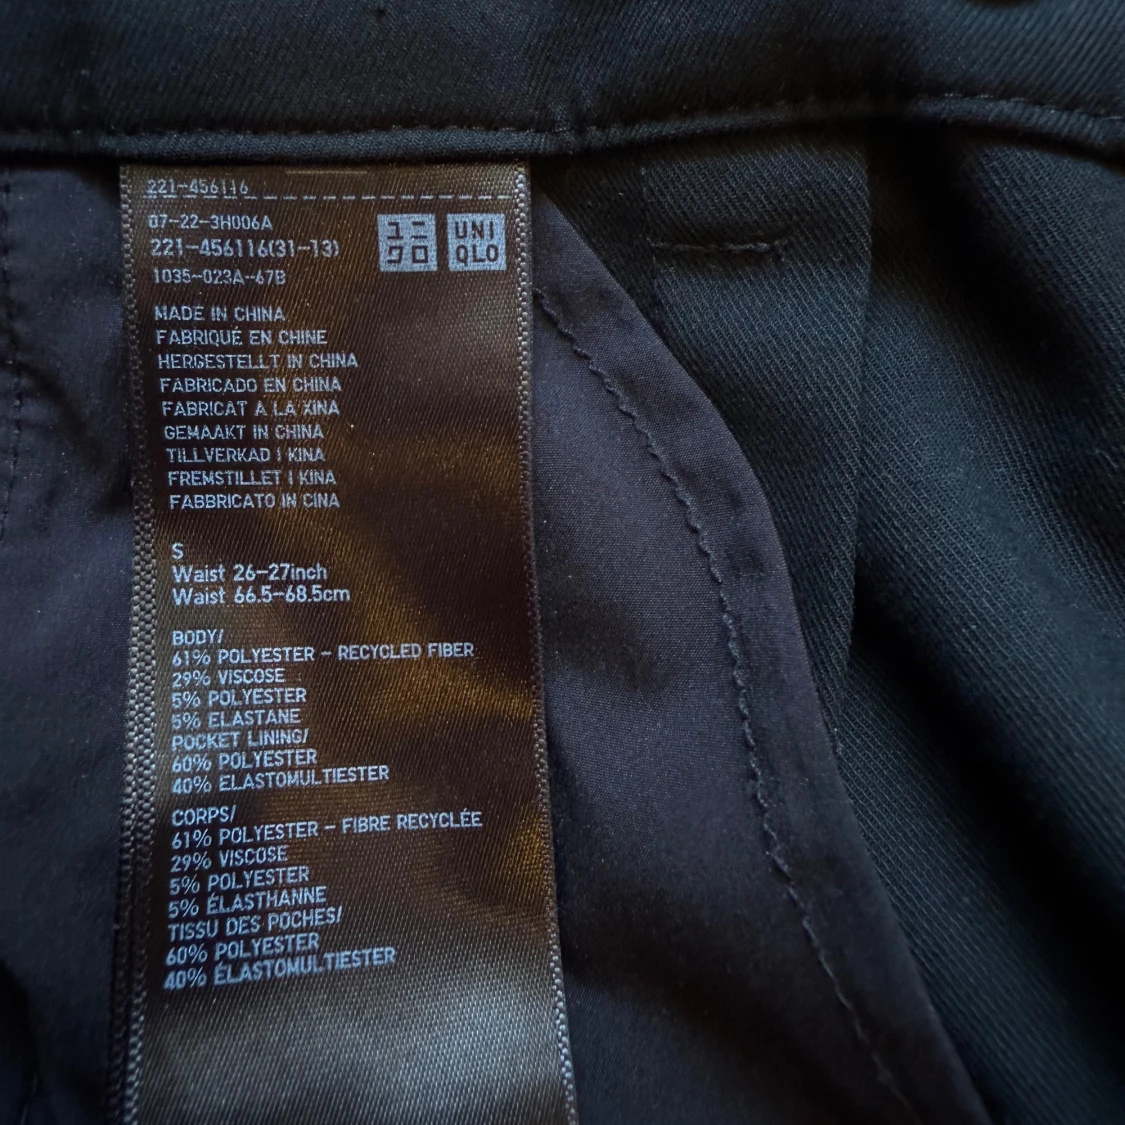 221-456116
07-22-3H006A
221-456116(31-13)
1035-023A-67B
ユニ
クロ
UNI
QLO
MADE IN CHINA
FABRIQUÉ EN CHINE
HERGESTELLT IN CHINA
FABRICADO EN CHINA
FABRICAT A LA XINA
GEMAAKT IN CHINA
TILLVERKAD I KINA
FREMSTILLET I KINA
FABBRICATO IN CINA
S
Waist 26-27inch
Waist 66.5-68.5cm
BODY/
61% POLYESTER - RECYCLED FIBER
29% VISCOSE
5% POLYESTER
5% ELASTANE
POCKET LINING/
60% POLYESTER
40% ELASTOMULTIESTER
CORPS/
61% POLYESTER - FIBRE RECYCLÉE
29% VISCOSE
5% POLYESTER
5% ÉLASTHANNE
TISSU DES POCHES/
60% POLYESTER
40% ÉLASTOMULTIESTER